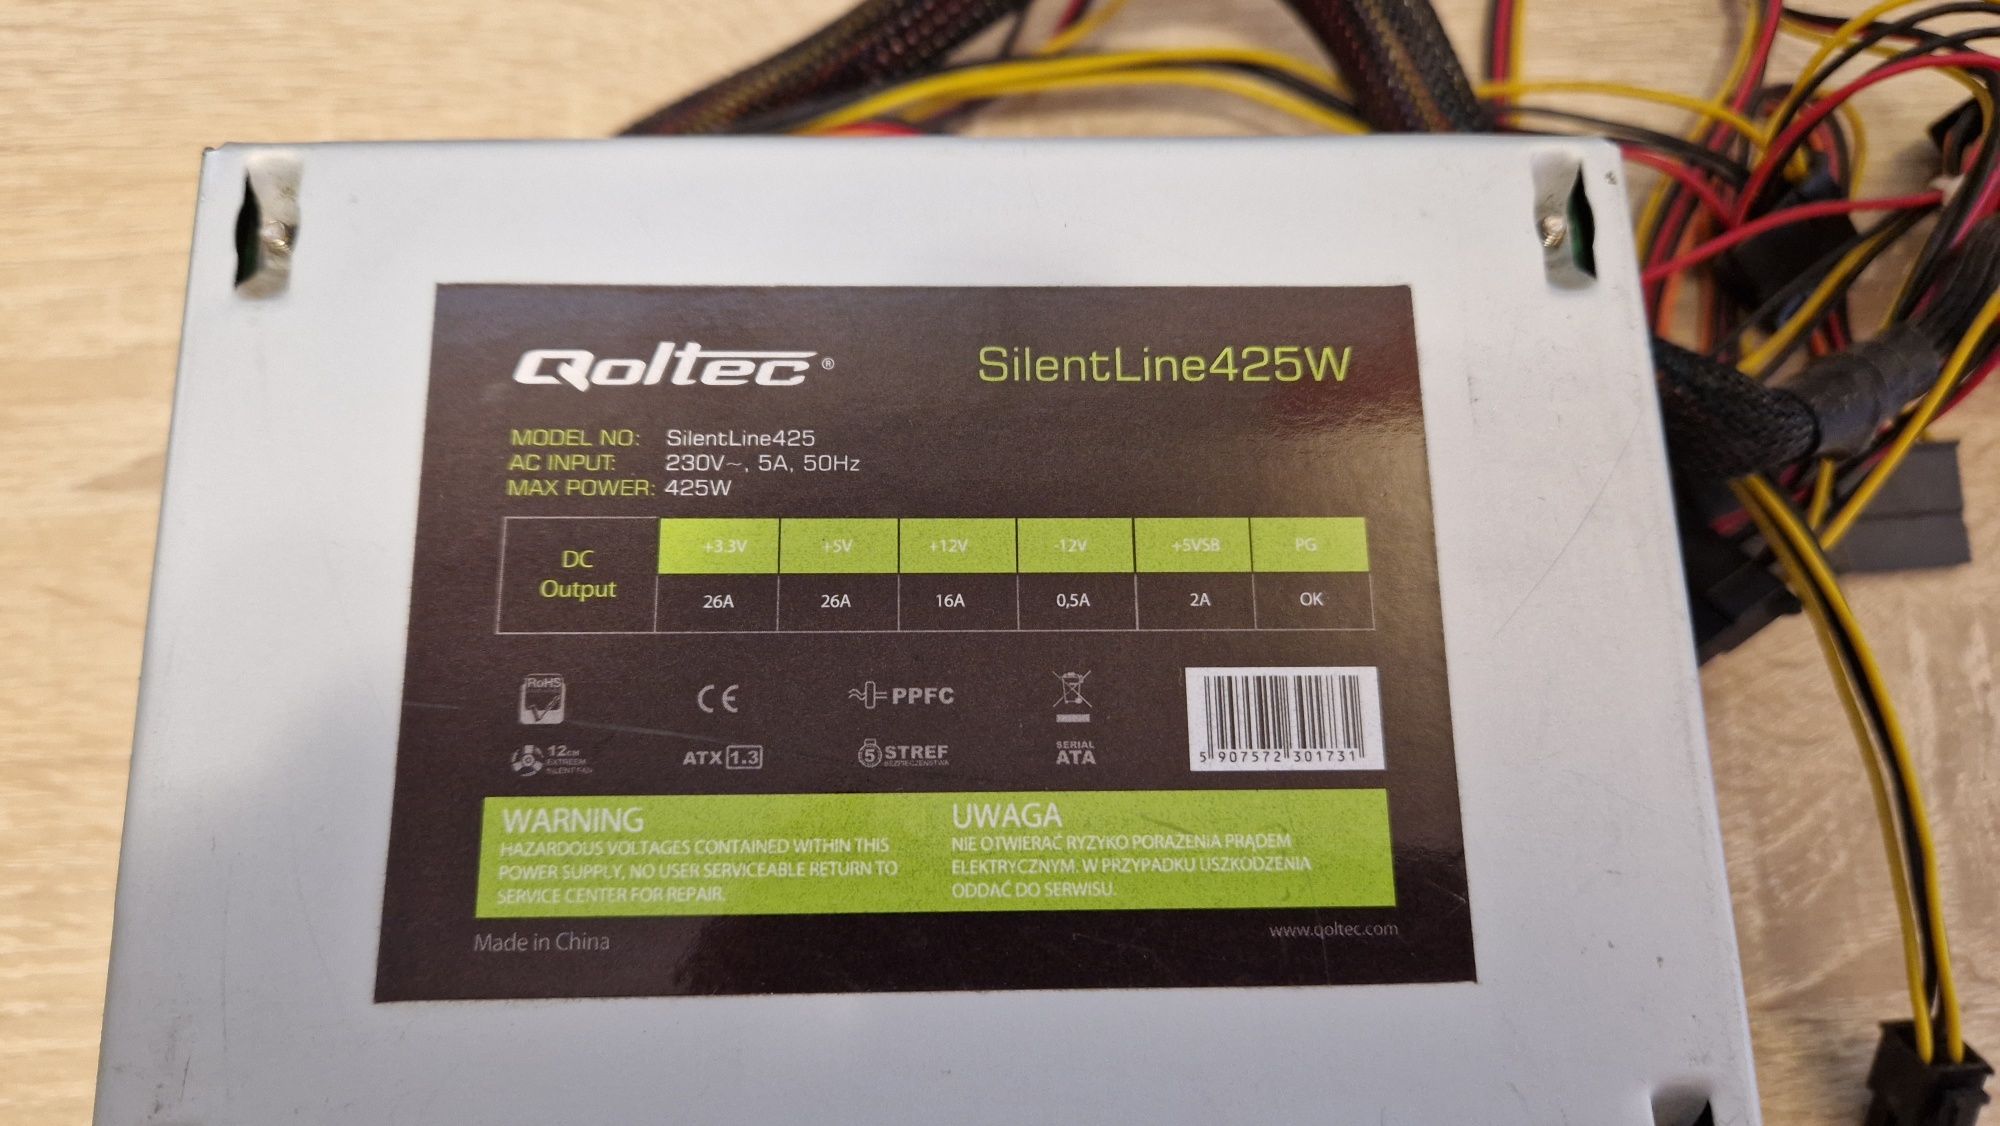 Qoltec®
SilentLine425W
MODEL NO: SilentLine425
AC INPUT: 230V~, 5A, 50Hz
MAX POWER: 425W
DC Output
+3.3V +5V +12V -12V +5VSB PG
26A 26A 16A 0,5A 2A OK
RoHS CE PPFC
12CM EXTREEM SILENT FAN
ATX 1.3
5 STREF BEZPIECZEŃSTWA
SERIAL ATA
5 907572 301731
WARNING
HAZARDOUS VOLTAGES CONTAINED WITHIN THIS
POWER SUPPLY, NO USER SERVICEABLE RETURN TO
SERVICE CENTER FOR REPAIR.
UWAGA
NIE OTWIERAĆ RYZYKO PORAŻENIA PRĄDEM
ELEKTRYCZNYM. W PRZYPADKU USZKODZENIA
ODDAĆ DO SERWISU.
Made in China
www.qoltec.com